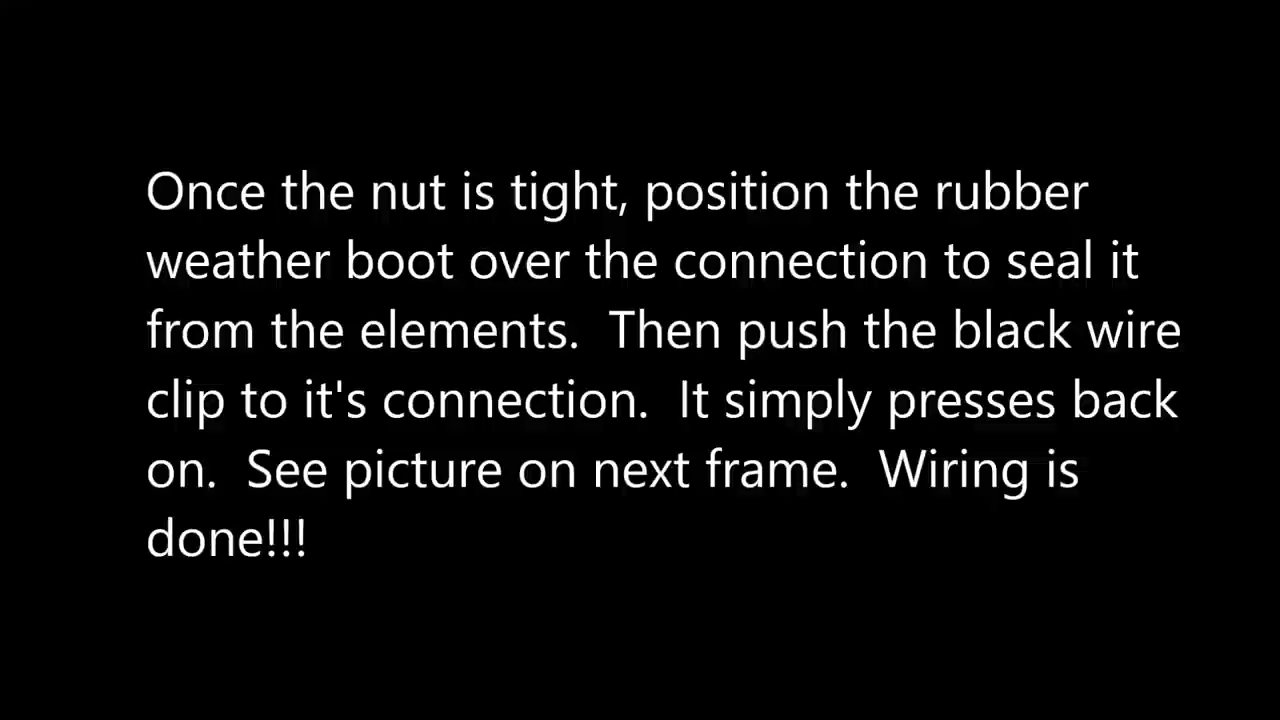 Once the nut is tight, position the rubber
weather boot over the connection to seal it
from the elements.  Then push the black wire
clip to it's connection.  It simply presses back
on.  See picture on next frame.  Wiring is
done!!!